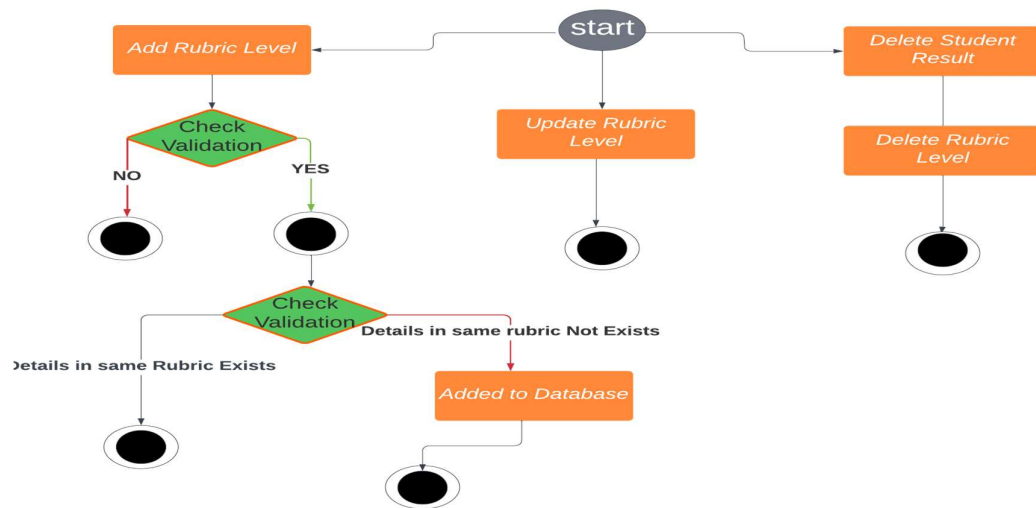 start
Add Rubric Level
Delete Student
Result
Update Rubric
Level
Check
Validation
Delete Rubric
Level
NO
YES
Check
Validation
Details in same rubric Not Exists
Details in same Rubric Exists
Added to Database